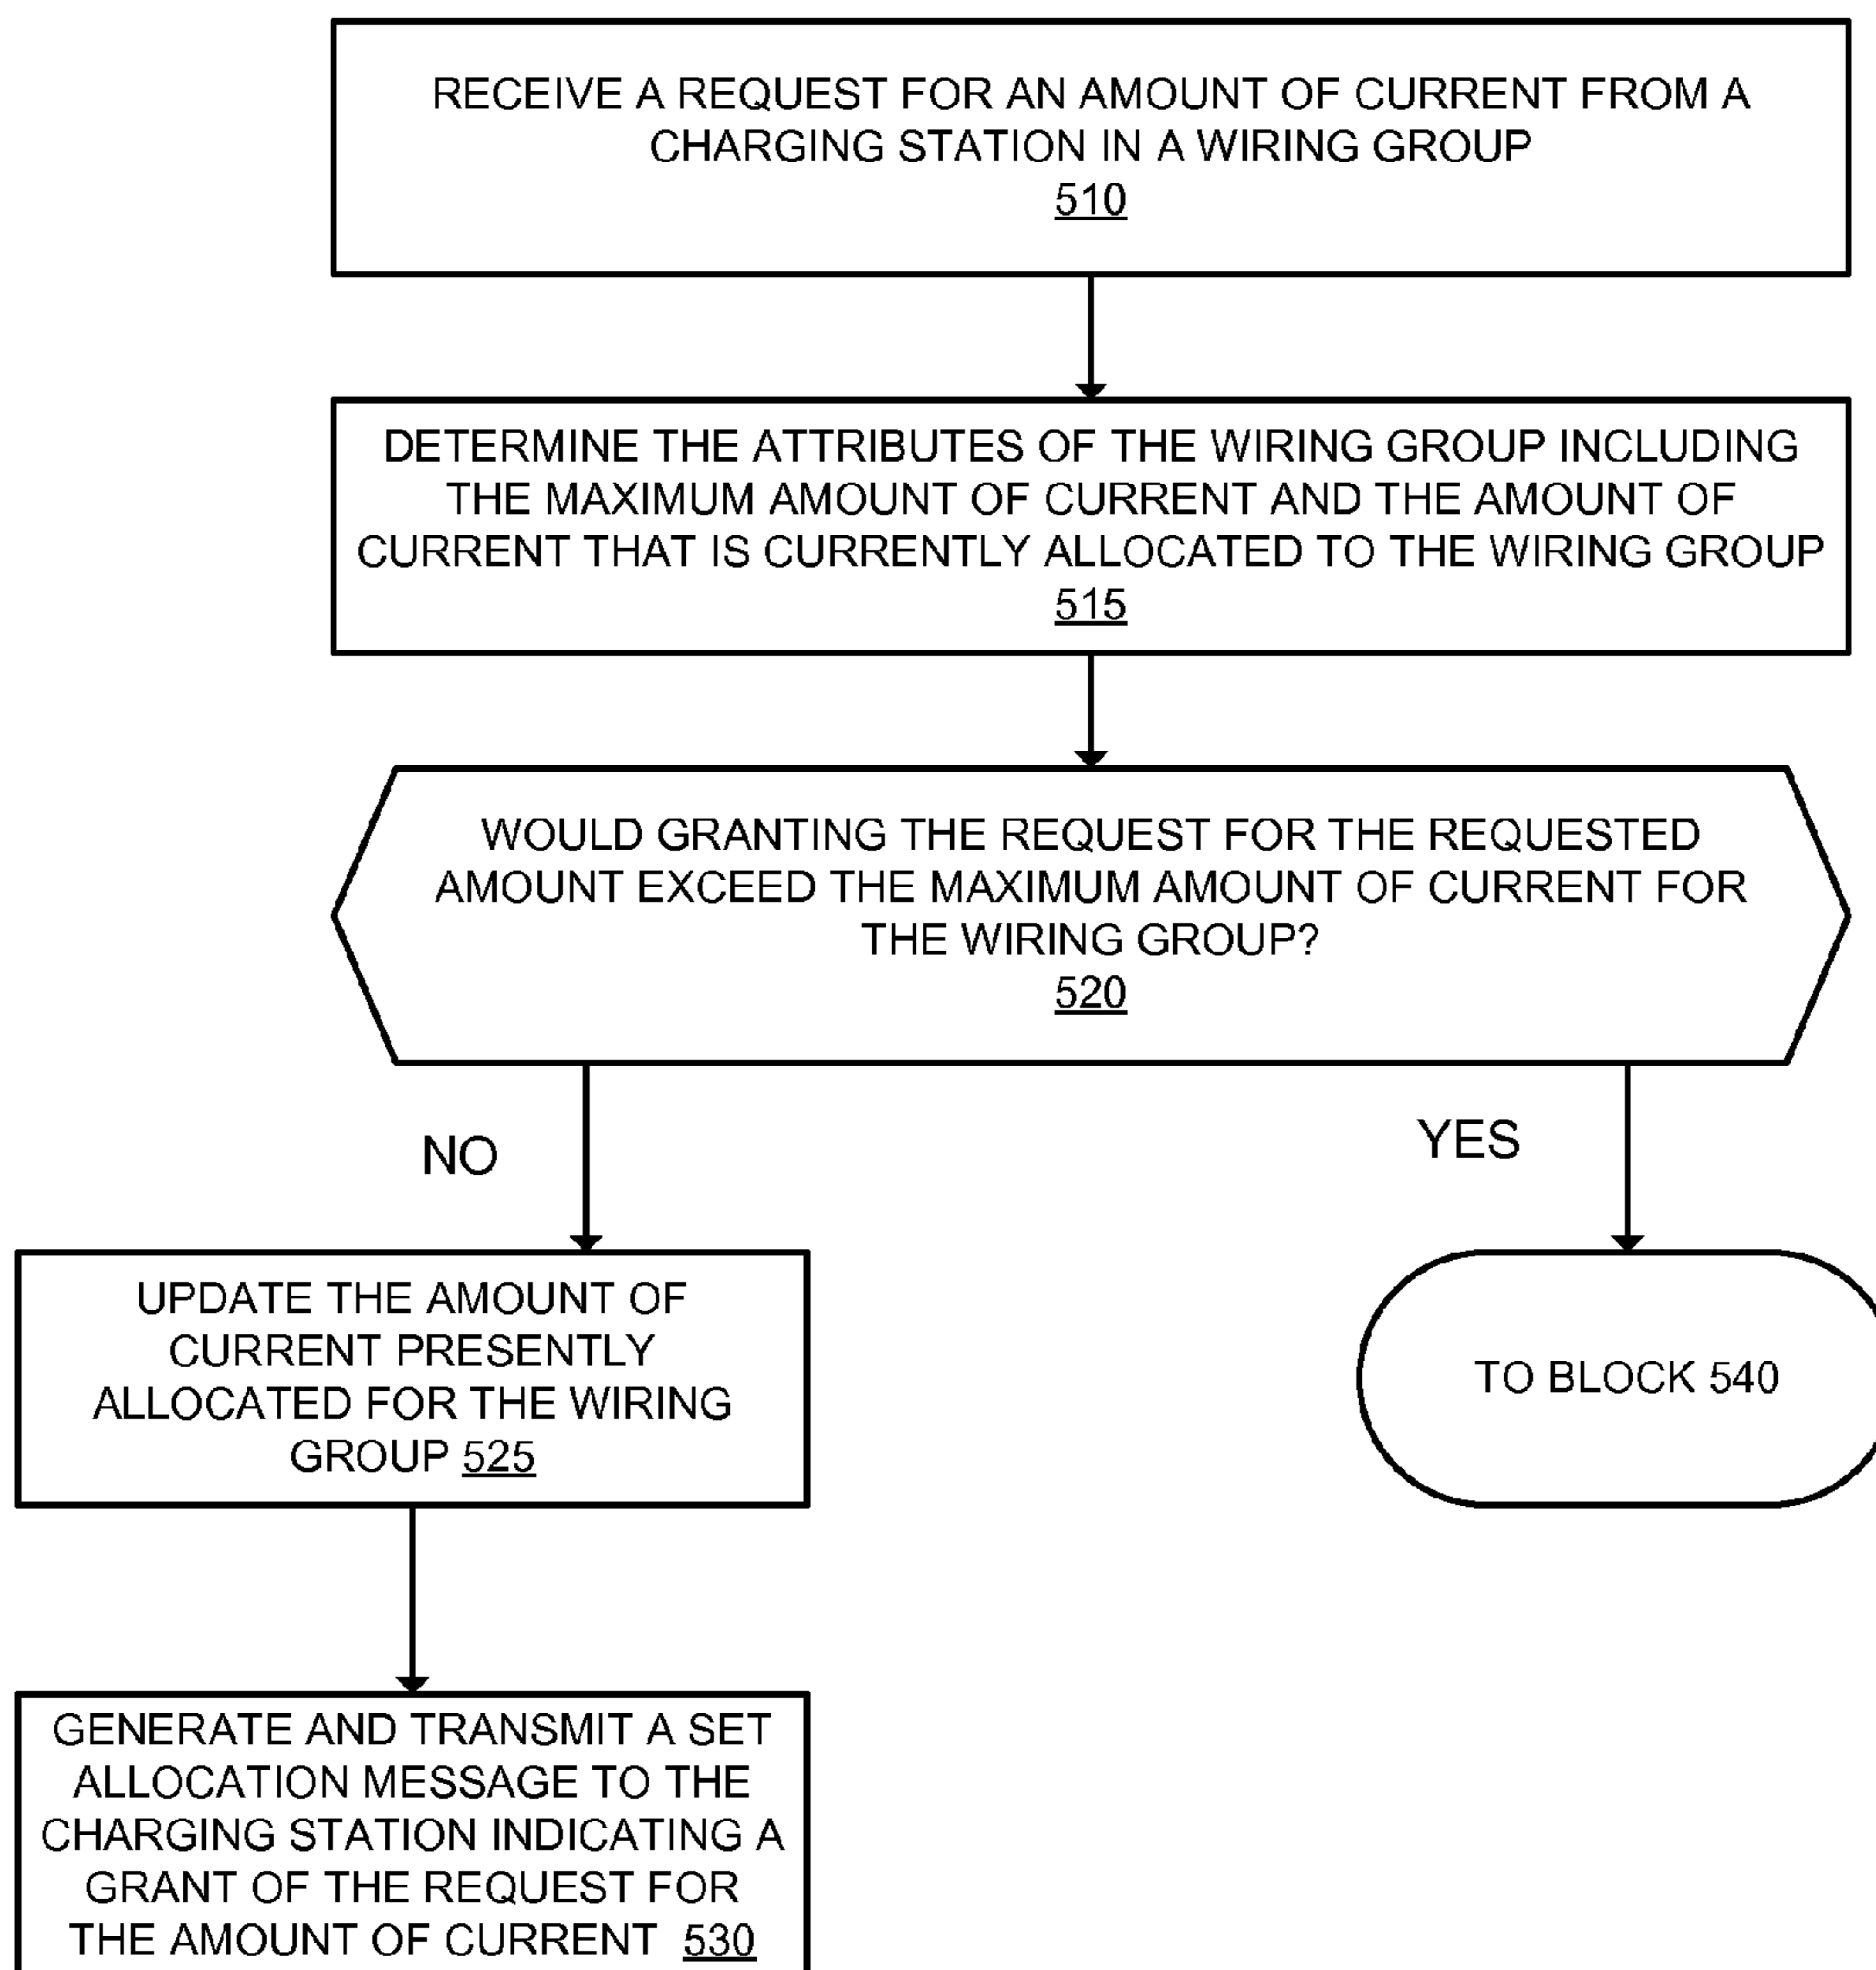 RECEIVE A REQUEST FOR AN AMOUNT OF CURRENT FROM A
CHARGING STATION IN A WIRING GROUP
510
DETERMINE THE ATTRIBUTES OF THE WIRING GROUP INCLUDING
THE MAXIMUM AMOUNT OF CURRENT AND THE AMOUNT OF
CURRENT THAT IS CURRENTLY ALLOCATED TO THE WIRING GROUP
515
WOULD GRANTING THE REQUEST FOR THE REQUESTED
AMOUNT EXCEED THE MAXIMUM AMOUNT OF CURRENT FOR
THE WIRING GROUP?
520
NO
YES
UPDATE THE AMOUNT OF
CURRENT PRESENTLY
ALLOCATED FOR THE WIRING
GROUP 525
TO BLOCK 540
GENERATE AND TRANSMIT A SET
ALLOCATION MESSAGE TO THE
CHARGING STATION INDICATING A
GRANT OF THE REQUEST FOR
THE AMOUNT OF CURRENT 530